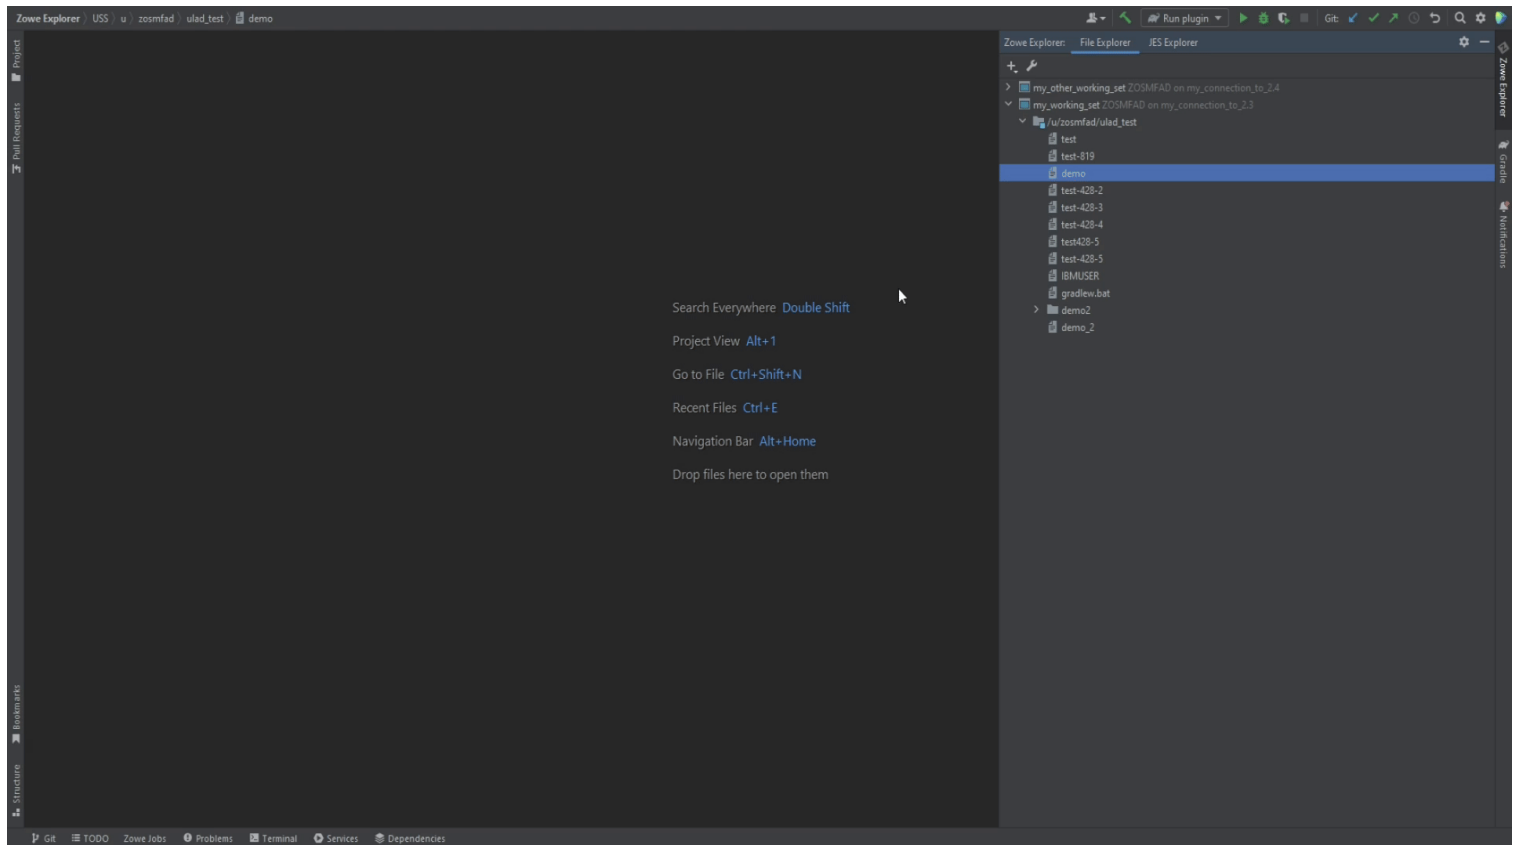 Zowe Explorer USS u zosmfad ulad_test demo
Run plugin Git:
Project
Pull Requests
Bookmarks
Structure
Search Everywhere Double Shift
Project View Alt+1
Go to File Ctrl+Shift+N
Recent Files Ctrl+E
Navigation Bar Alt+Home
Drop files here to open them
Zowe Explorer: File Explorer JES Explorer
my_other_working_set ZOSMFAD on my_connection_to_2.4
my_working_set ZOSMFAD on my_connection_to_2.3
/u/zosmfad/ulad_test
test
test-819
demo
test-428-2
test-428-3
test-428-4
test428-5
test-428-5
IBMUSER
gradlew.bat
demo2
demo_2
Zowe Explorer
Gradle
Notifications
Git TODO Zowe Jobs Problems Terminal Services Dependencies